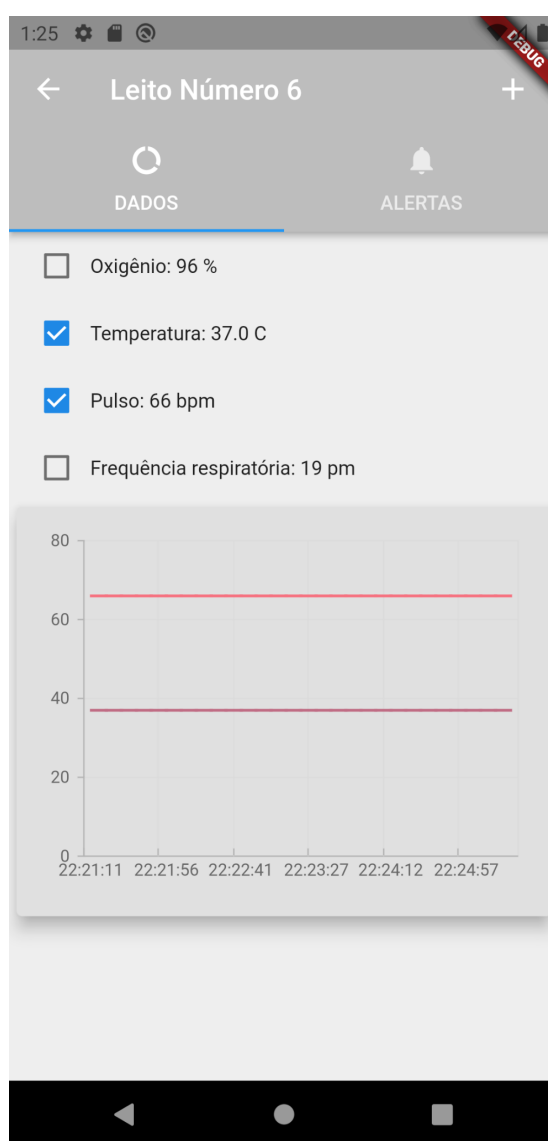 1:25
DEBUG
Leito Número 6
DADOS ALERTAS
Oxigênio: 96 %
Temperatura: 37.0 C
Pulso: 66 bpm
Frequência respiratória: 19 pm
80
60
40
20
0
22:21:11 22:21:56 22:22:41 22:23:27 22:24:12 22:24:57